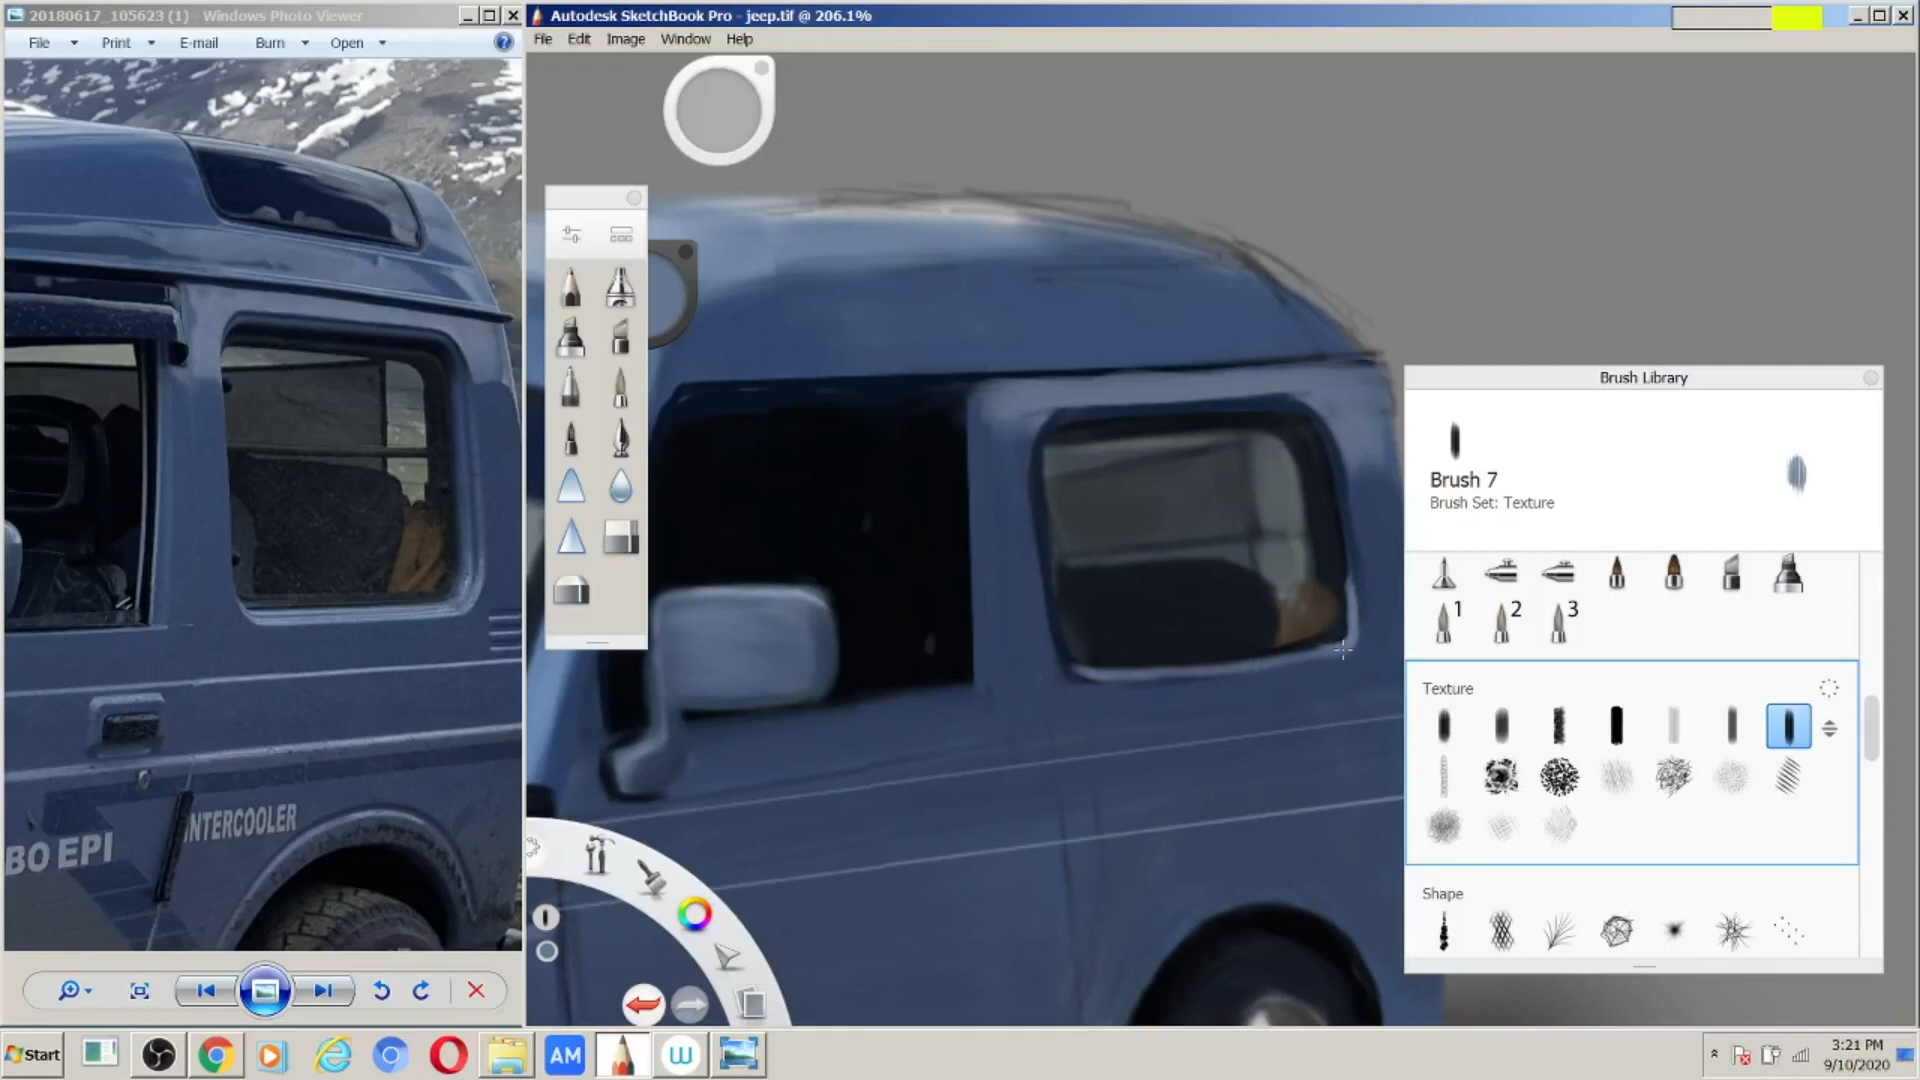 20180617_105623 (1) - Windows Photo Viewer
File Print E-mail Burn Open
BO EPI
INTERCOOLER
Autodesk SketchBook Pro - jeep.tif @ 206.1%
File Edit Image Window Help
Brush Library
Brush 7
Brush Set: Texture
1 2 3
Texture
Shape
Start
AM
3:21 PM
9/10/2020